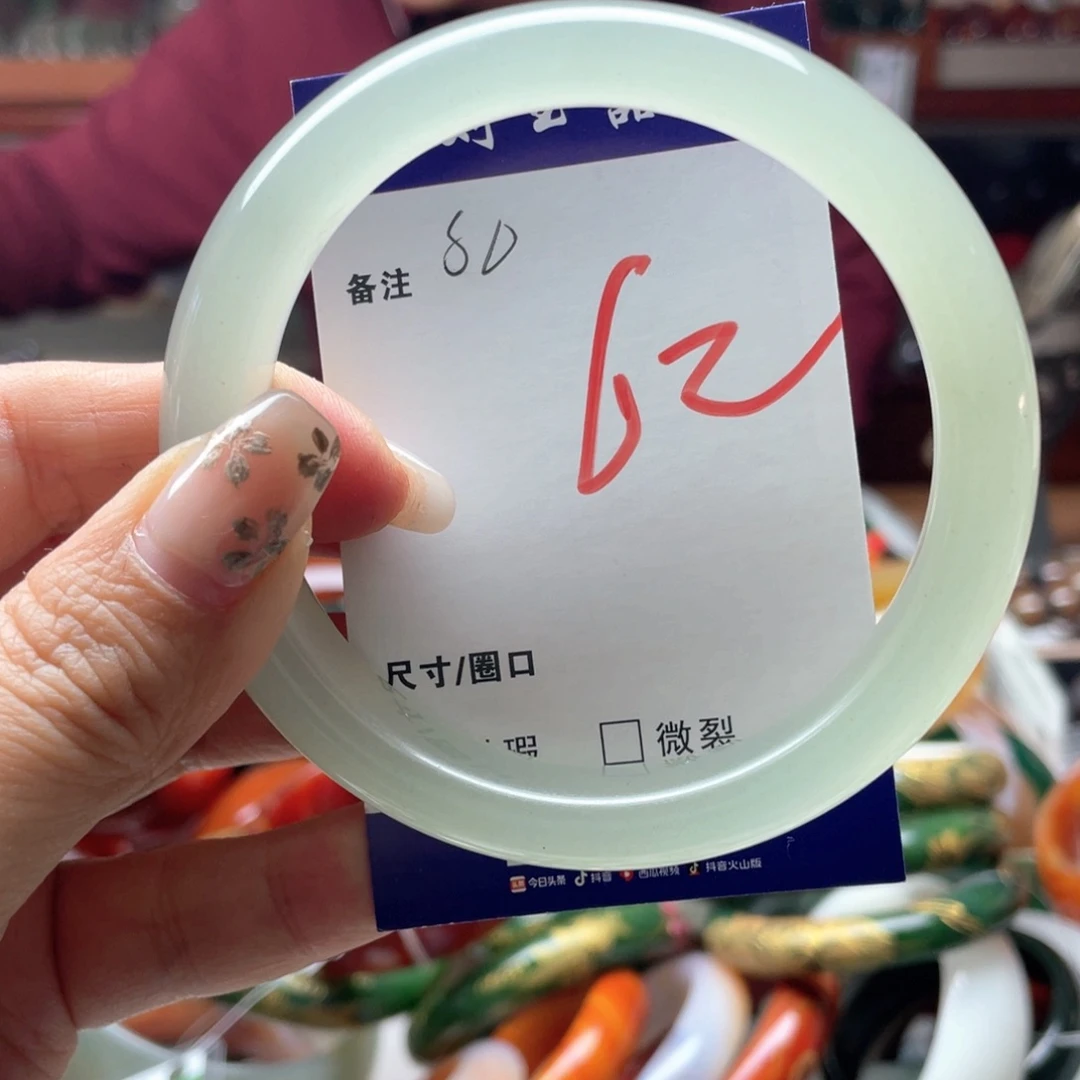 80
备注
62
尺寸/圈口
瑕 微裂
今日头条 抖音 西瓜视频 抖音火山版